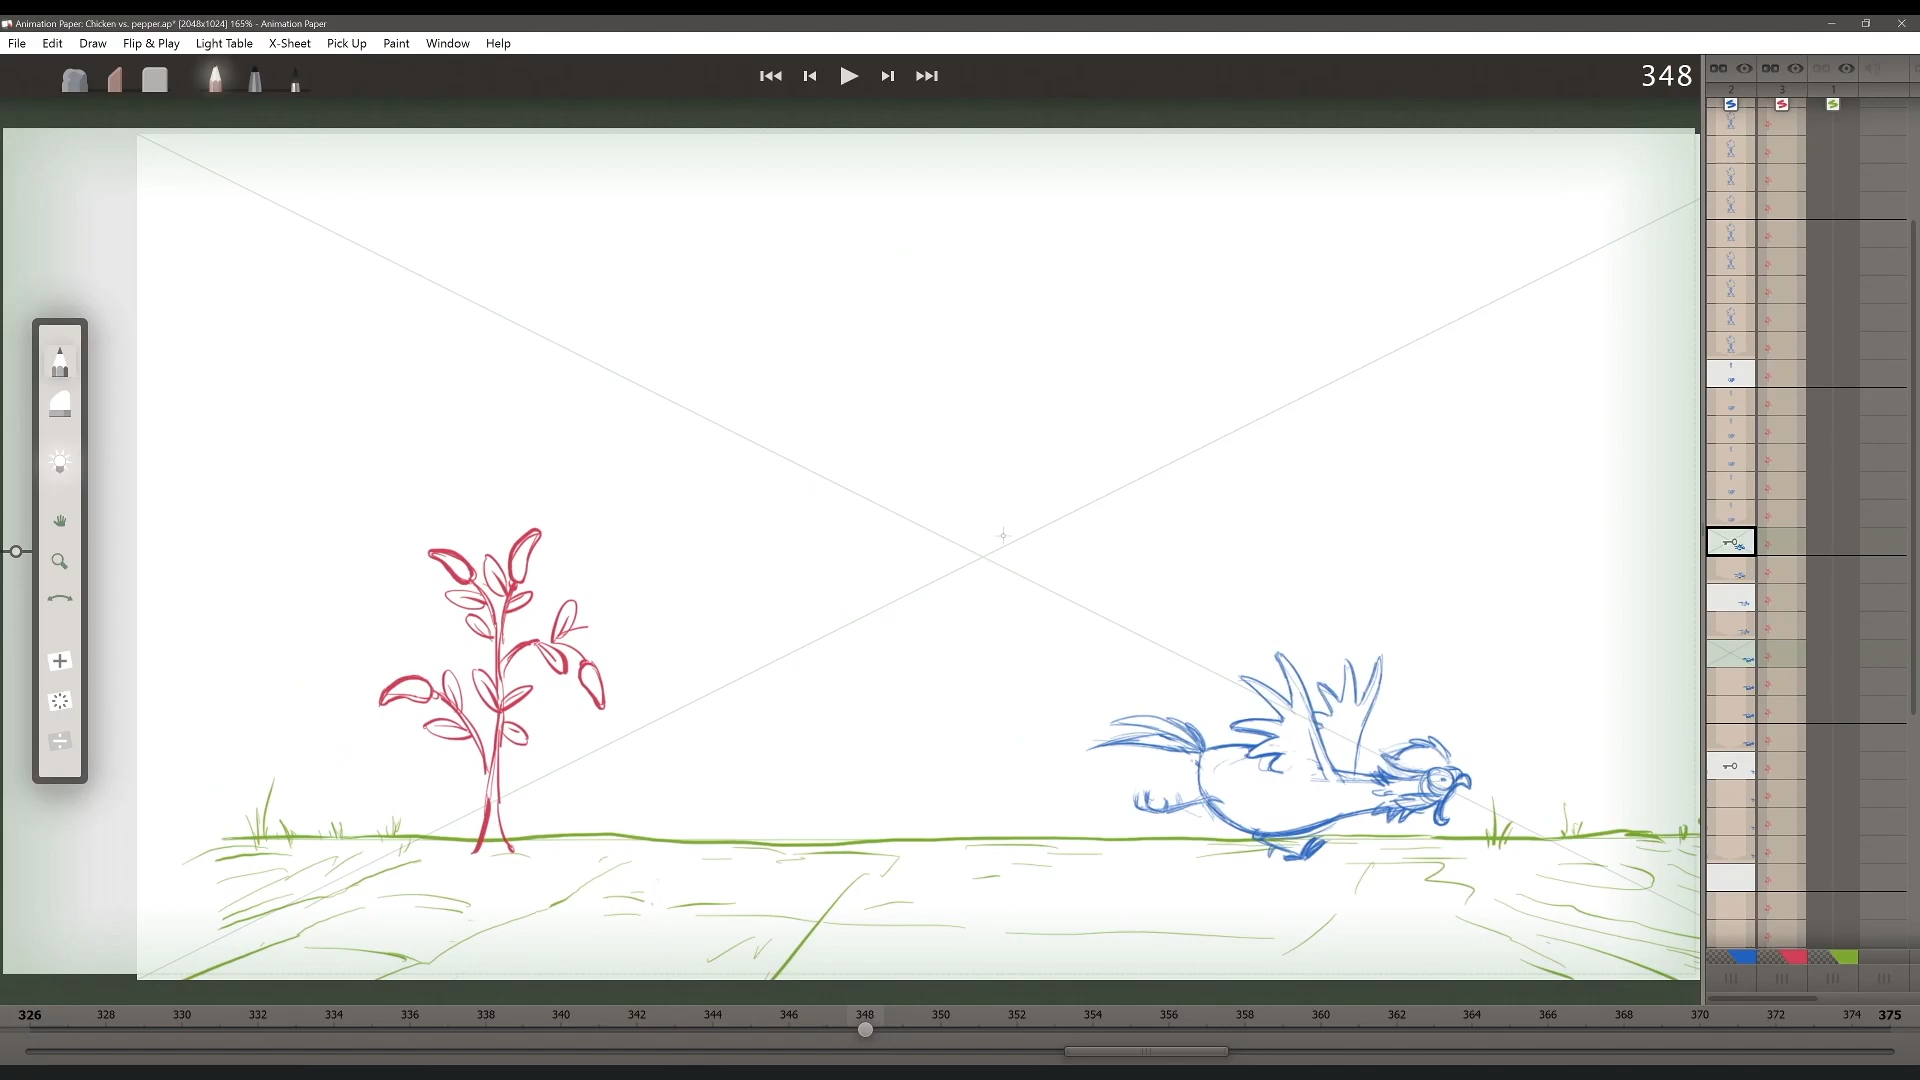 Animation Paper: Chicken vs. pepper.ap* [2048x1024] 165% - Animation Paper
File Edit Draw Flip & Play Light Table X-Sheet Pick Up Paint Window Help
348
2 3 1
326 328 330 332 334 336 338 340 342 344 346 348 350 352 354 356 358 360 362 364 366 368 370 372 374 375